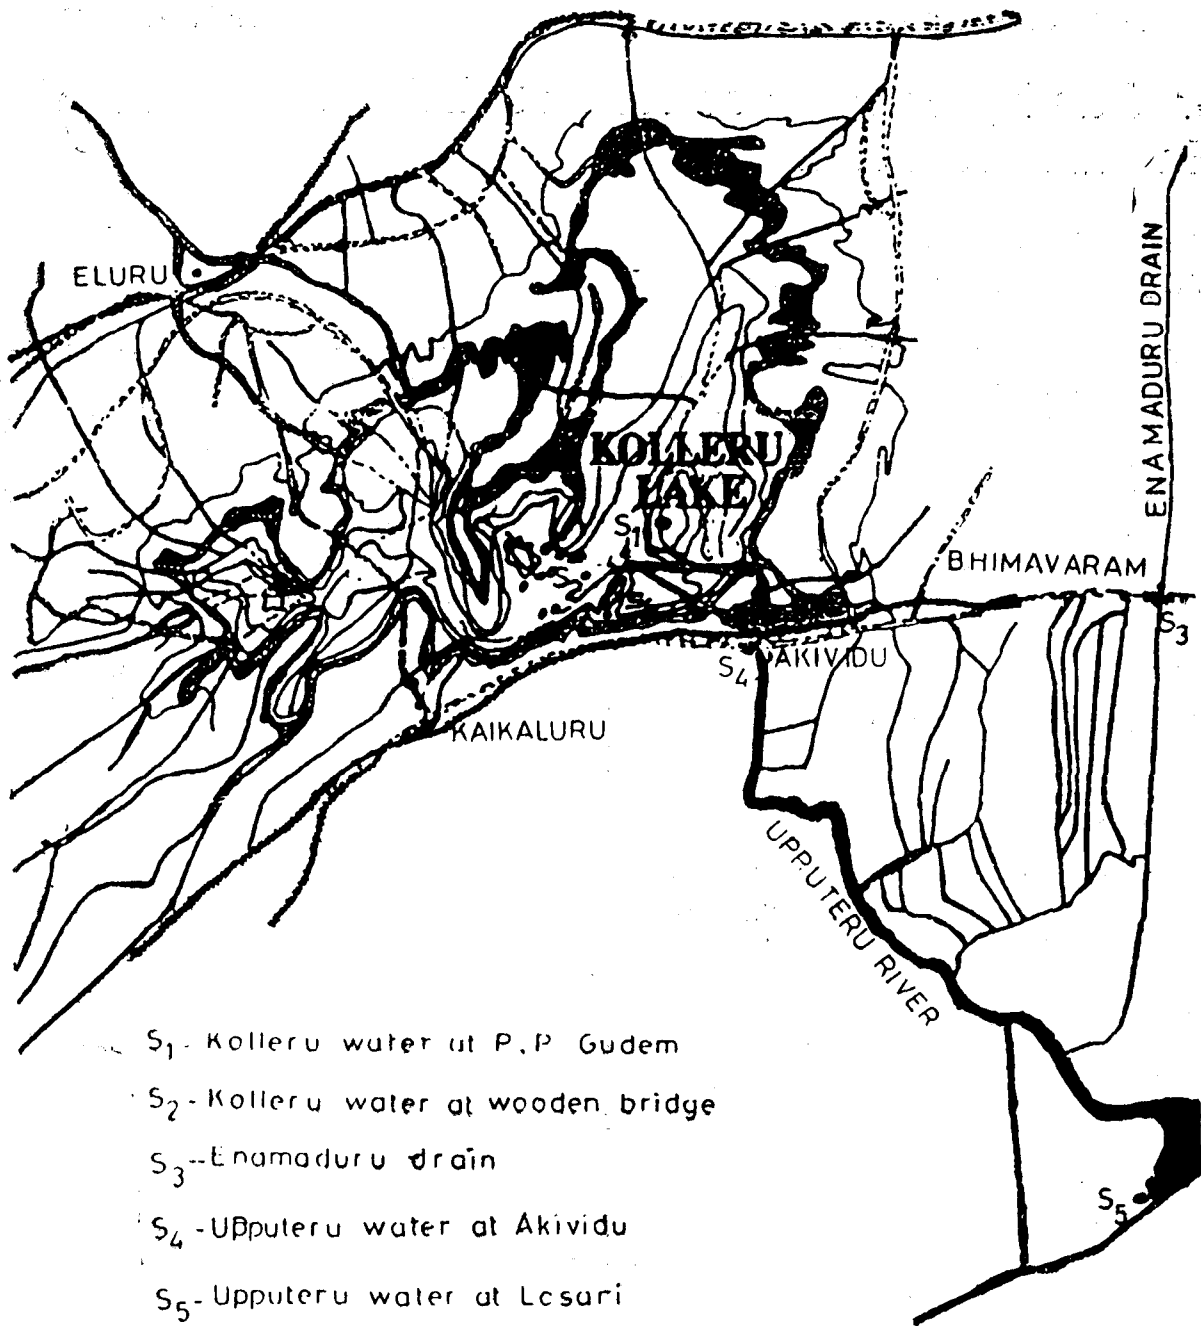 ELURU
ENAMADURU DRAIN
KOLLERU
LAKE
S1
BHIMAVARAM
S3
AKIVIDU
S4
KAIKALURU
UPPUTERU RIVER
S5
S1 - Kolleru water at P.P Gudem
S2 - Kolleru water at wooden bridge
S3 -- Enamaduru drain
S4 - Upputeru water at Akividu
S5 - Upputeru water at Losari